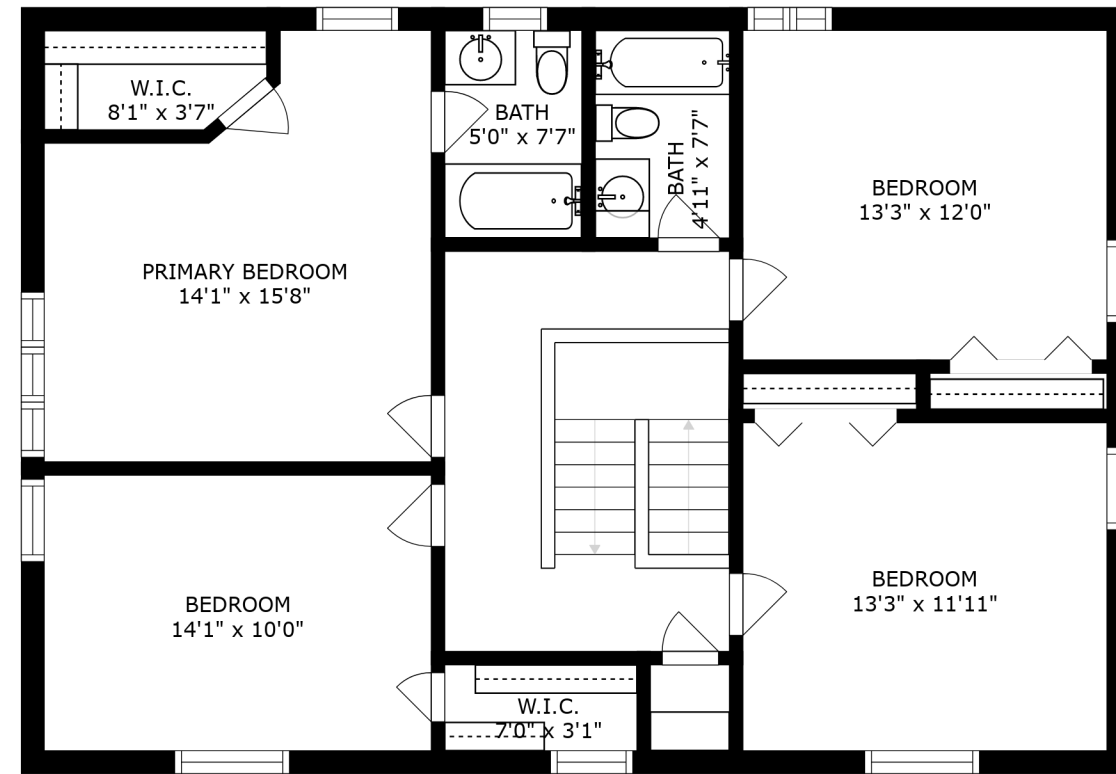 W.I.C.
8'1" x 3'7"
BATH
5'0" x 7'7"
BATH
4'11" x 7'7"
BEDROOM
13'3" x 12'0"
PRIMARY BEDROOM
14'1" x 15'8"
BEDROOM
14'1" x 10'0"
BEDROOM
13'3" x 11'11"
W.I.C.
7'0" x 3'1"